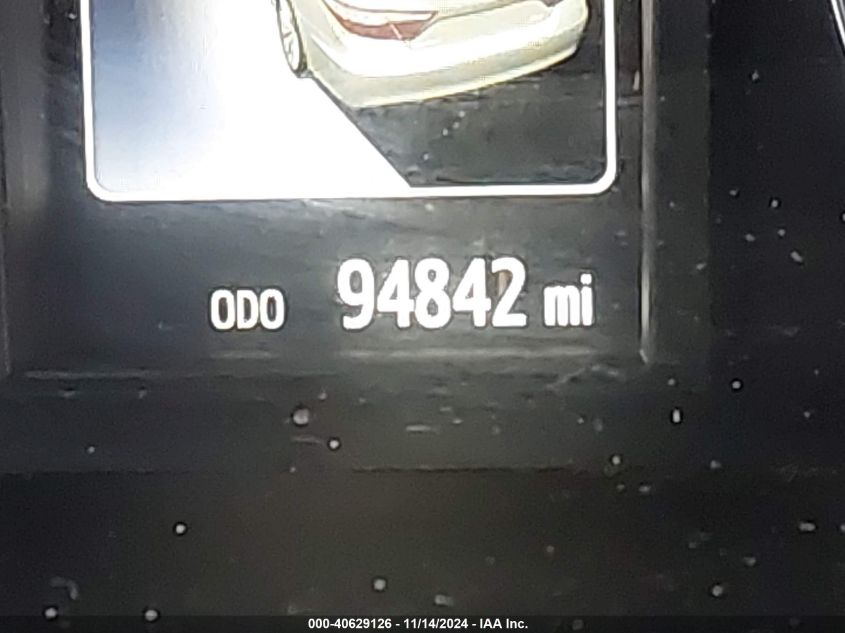 ODO 94842 mi
000-40629126 - 11/14/2024 - IAA Inc.